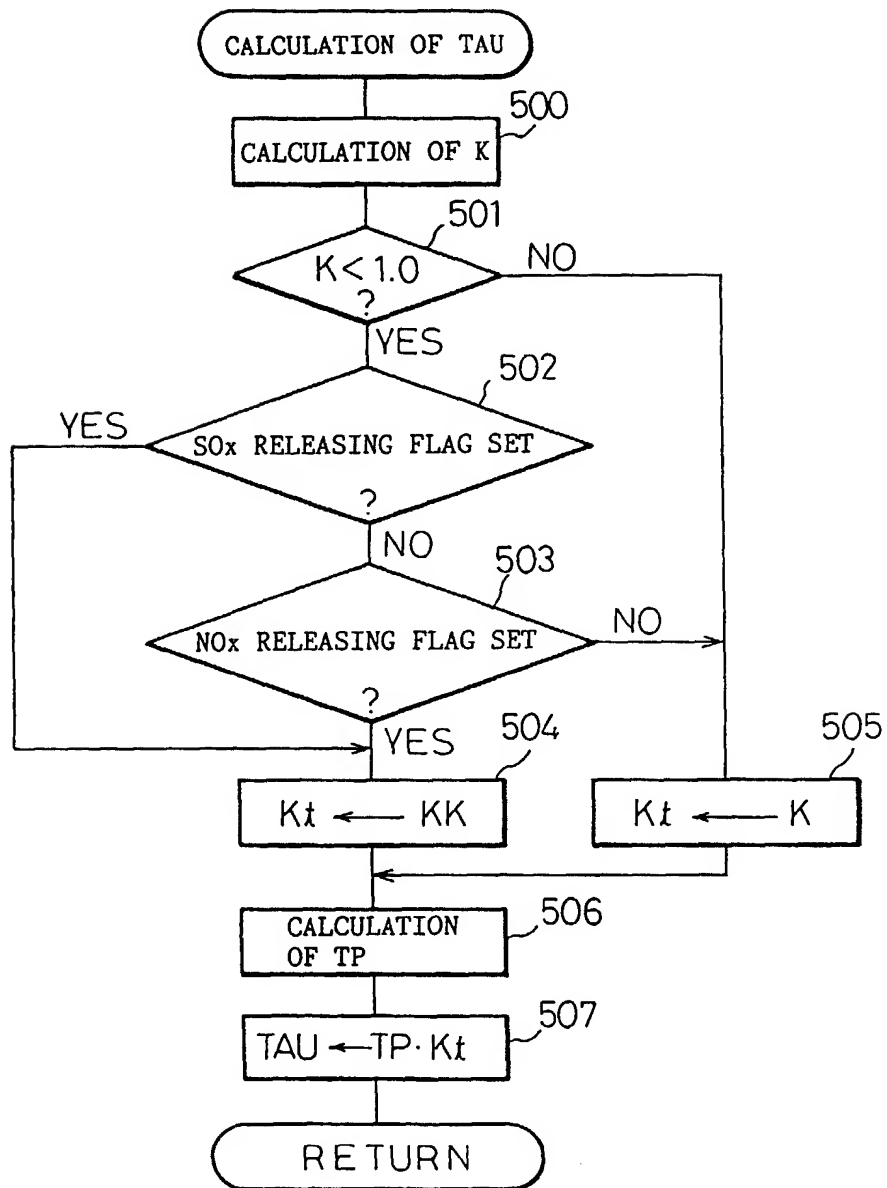 CALCULATION OF TAU
500
CALCULATION OF K
501
K < 1.0
?
NO
YES
502
YES
SOx RELEASING FLAG SET
?
NO
503
NOx RELEASING FLAG SET
?
NO
YES
504
Kt ← KK
505
Kt ← K
506
CALCULATION
OF TP
507
TAU ← TP · Kt
RETURN